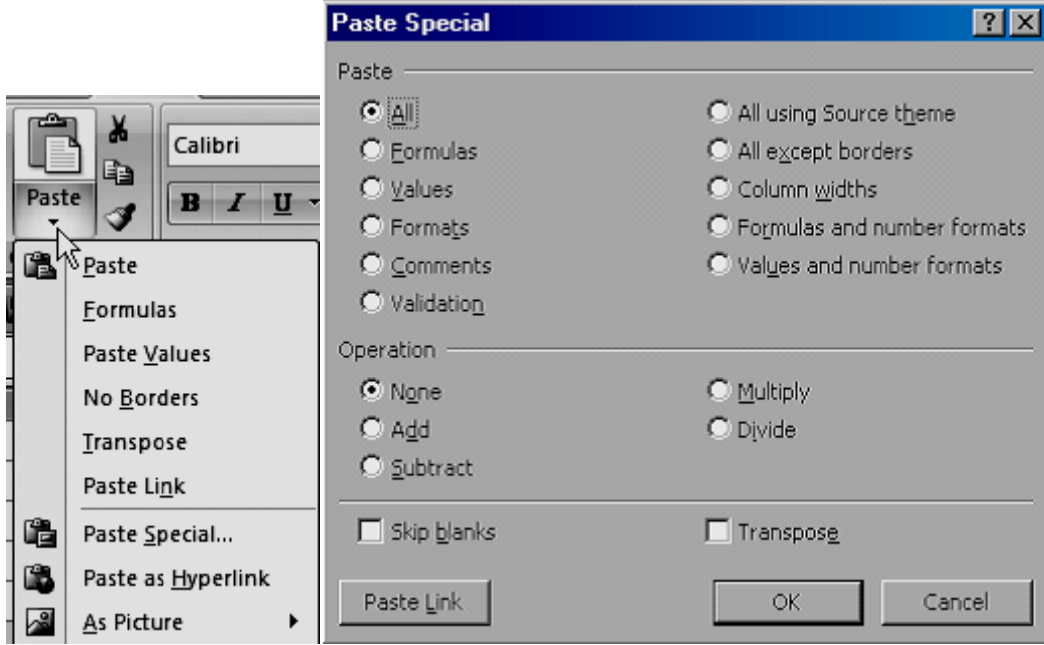 Calibri
Paste
B I U
Paste
Formulas
Paste Values
No Borders
Transpose
Paste Link
Paste Special...
Paste as Hyperlink
As Picture
Paste Special
Paste
All
All using Source theme
Formulas
All except borders
Values
Column widths
Formats
Formulas and number formats
Comments
Values and number formats
Validation
Operation
None
Multiply
Add
Divide
Subtract
Skip blanks
Transpose
Paste Link
OK
Cancel